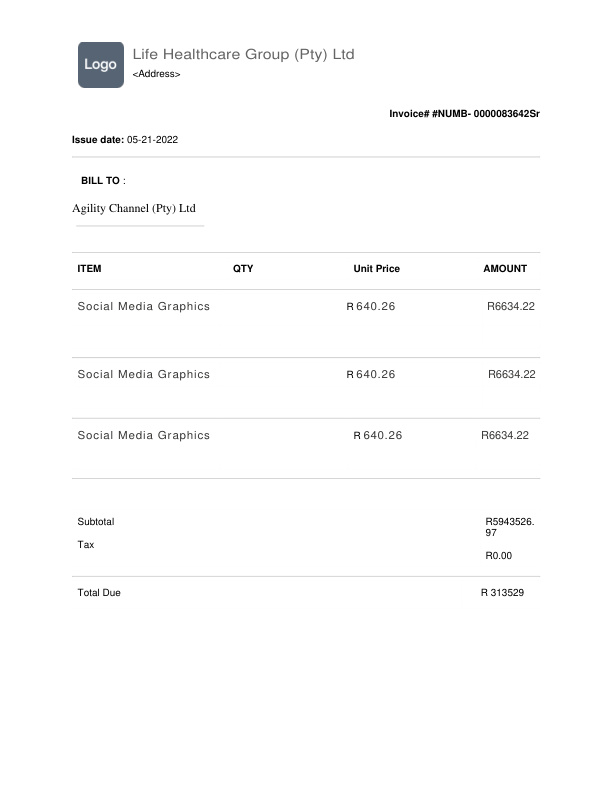 Logo
Life Healthcare Group (Pty) Ltd
<Address>
Invoice# #NUMB- 0000083642Sr
Issue date: 05-21-2022
BILL TO :
Agility Channel (Pty) Ltd
ITEM QTY Unit Price AMOUNT
Social Media Graphics R 640.26 R6634.22
Social Media Graphics R 640.26 R6634.22
Social Media Graphics R 640.26 R6634.22
Subtotal R5943526.
97
Tax
R0.00
Total Due R 313529